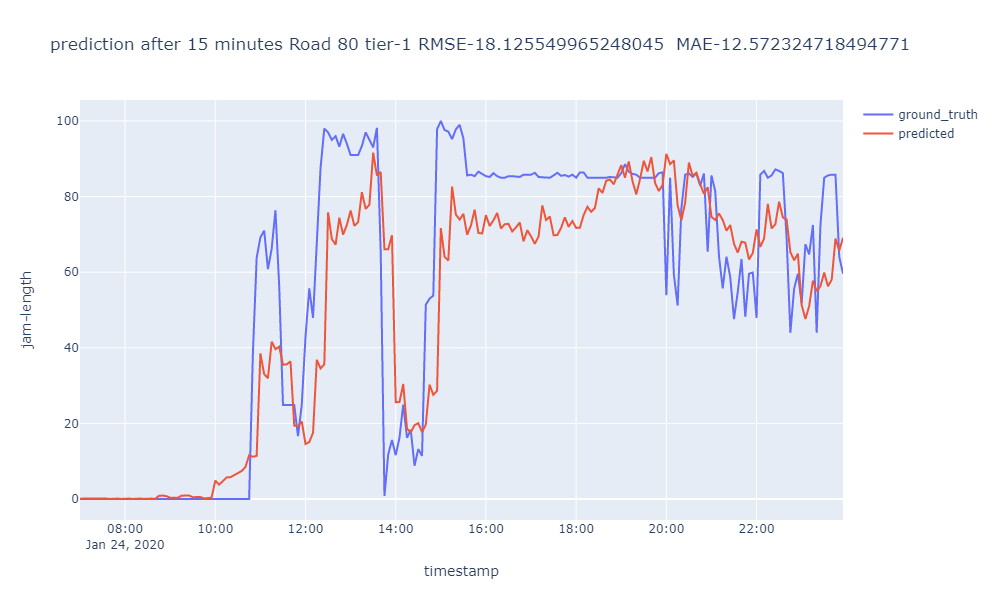 prediction after 15 minutes Road 80 tier-1 RMSE-18.125549965248045  MAE-12.572324718494771
ground_truth
predicted
100
80
60
40
20
0
jam-length
08:00 10:00 12:00 14:00 16:00 18:00 20:00 22:00
Jan 24, 2020
timestamp